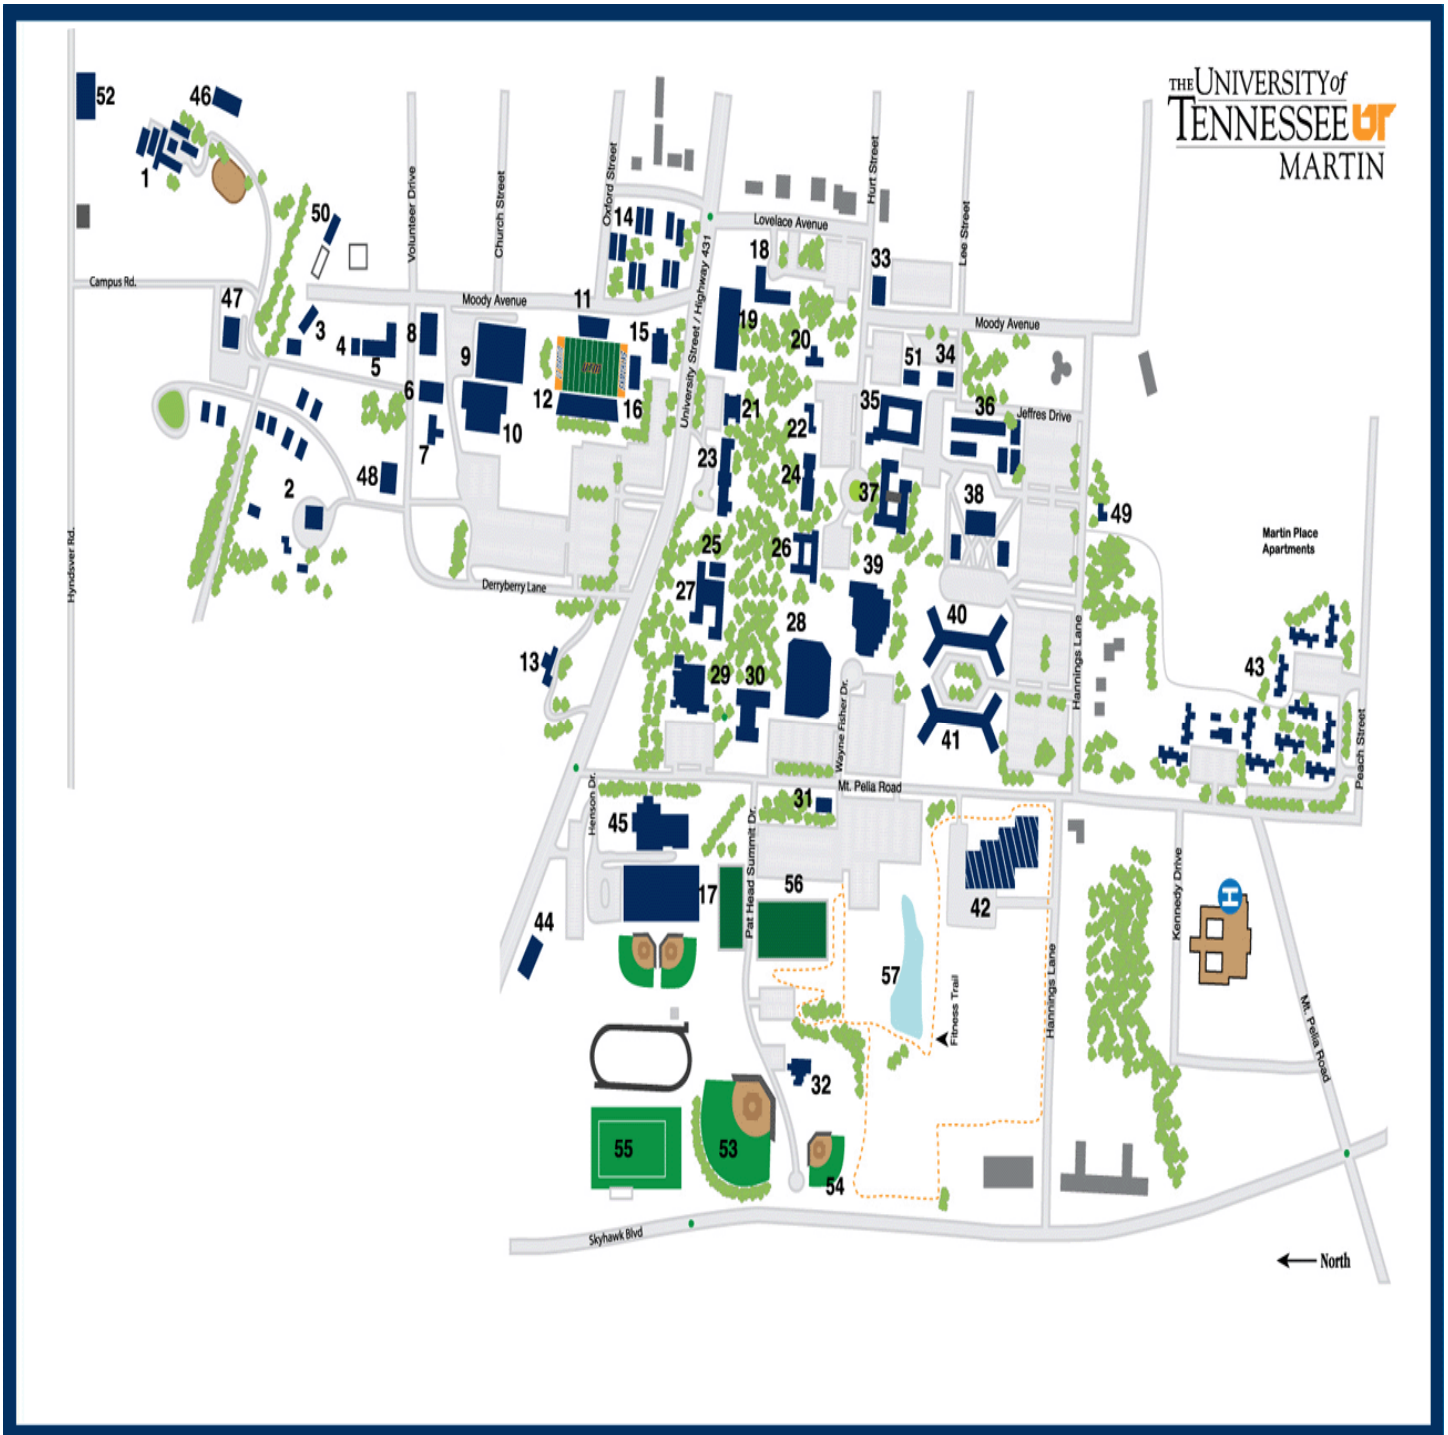 THE UNIVERSITY of
TENNESSEE UT
MARTIN
52
46
1
50
Volunteer Drive
Church Street
Oxford Street
14
University Street / Highway 431
Lovelace Avenue
Hurt Street
Lee Street
18
33
Campus Rd.
47
3
4
5
8
Moody Avenue
9
11
15
19
20
Moody Avenue
51
34
6
10
12
16
21
22
35
36
Jeffres Drive
7
48
2
23
24
37
38
49
Martin Place
Apartments
Hyndsver Rd.
25
26
27
39
Derryberry Lane
13
28
40
Hannings Lane
43
29
30
Wayne Fisher Dr.
41
Peach Street
Mt. Pelia Road
Henson Dr.
45
31
Pat Head Summit Dr.
17
56
42
Kennedy Drive
H
44
57
Fitness Trail
Hannings Lane
Mt. Pelia Road
32
55
53
54
Skyhawk Blvd
North